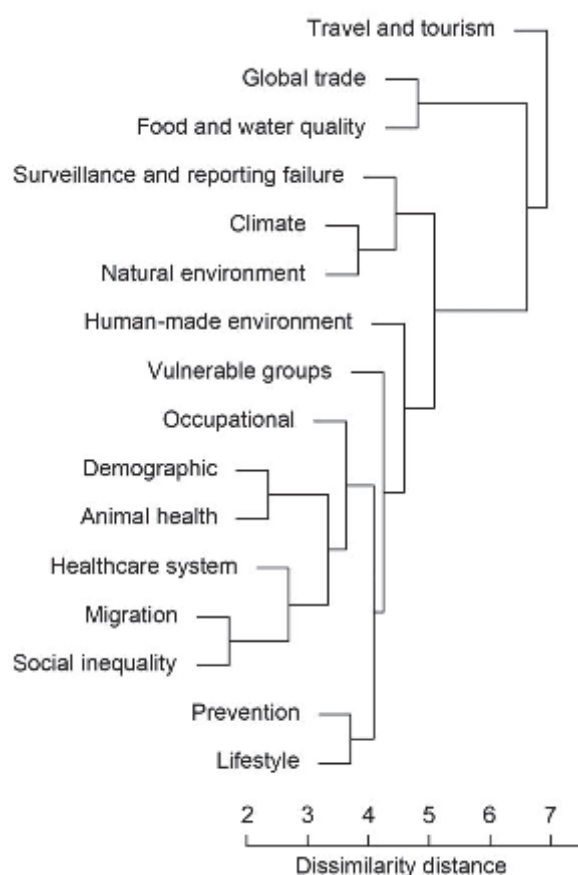 Travel and tourism
Global trade
Food and water quality
Surveillance and reporting failure
Climate
Natural environment
Human-made environment
Vulnerable groups
Occupational
Demographic
Animal health
Healthcare system
Migration
Social inequality
Prevention
Lifestyle
2 3 4 5 6 7
Dissimilarity distance